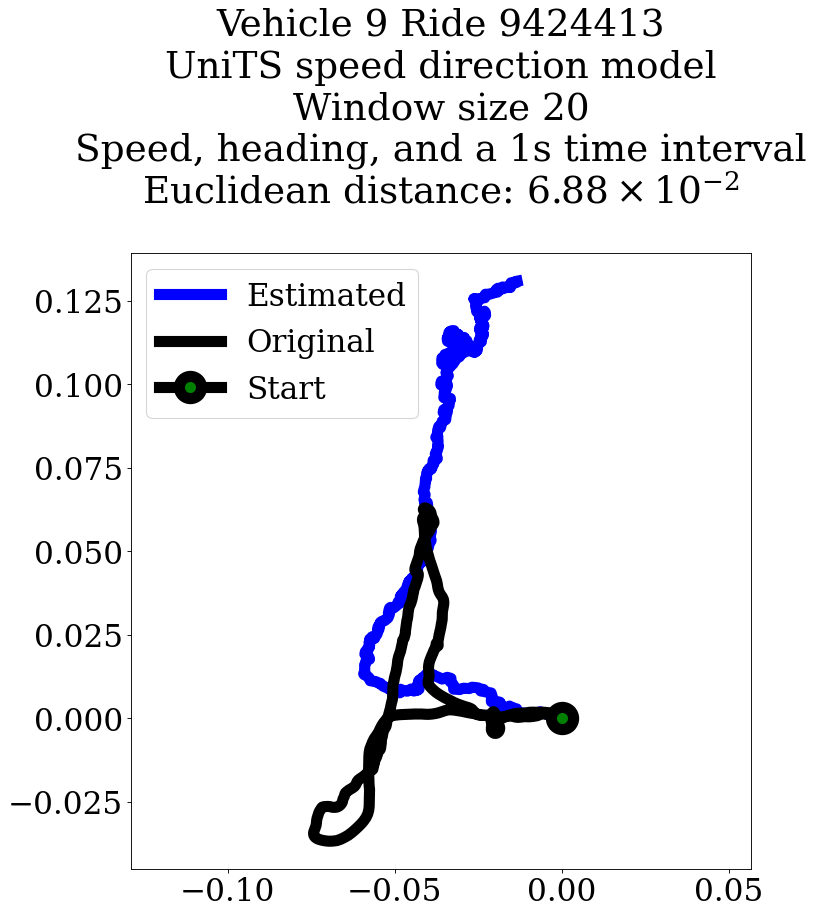 Vehicle 9 Ride 9424413
UniTS speed direction model
Window size 20
Speed, heading, and a 1s time interval
Euclidean distance: 6.88 × 10⁻²
Estimated
Original
Start
0.125
0.100
0.075
0.050
0.025
0.000
−0.025
−0.10
−0.05
0.00
0.05